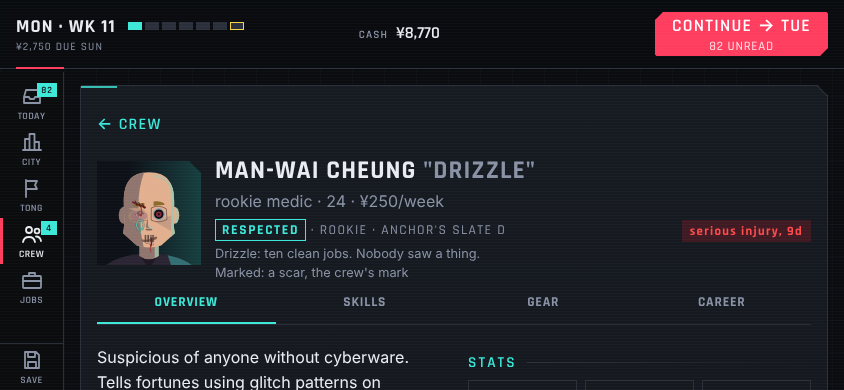 MON · WK 11
¥2,750 DUE SUN
CASH ¥8,770
CONTINUE → TUE
82 UNREAD
82
TODAY
CITY
TONG
4
CREW
JOBS
SAVE
← CREW
MAN-WAI CHEUNG "DRIZZLE"
rookie medic · 24 · ¥250/week
RESPECTED · ROOKIE · ANCHOR'S SLATE D
serious injury, 9d
Drizzle: ten clean jobs. Nobody saw a thing.
Marked: a scar, the crew's mark
OVERVIEW SKILLS GEAR CAREER
Suspicious of anyone without cyberware.
Tells fortunes using glitch patterns on
STATS